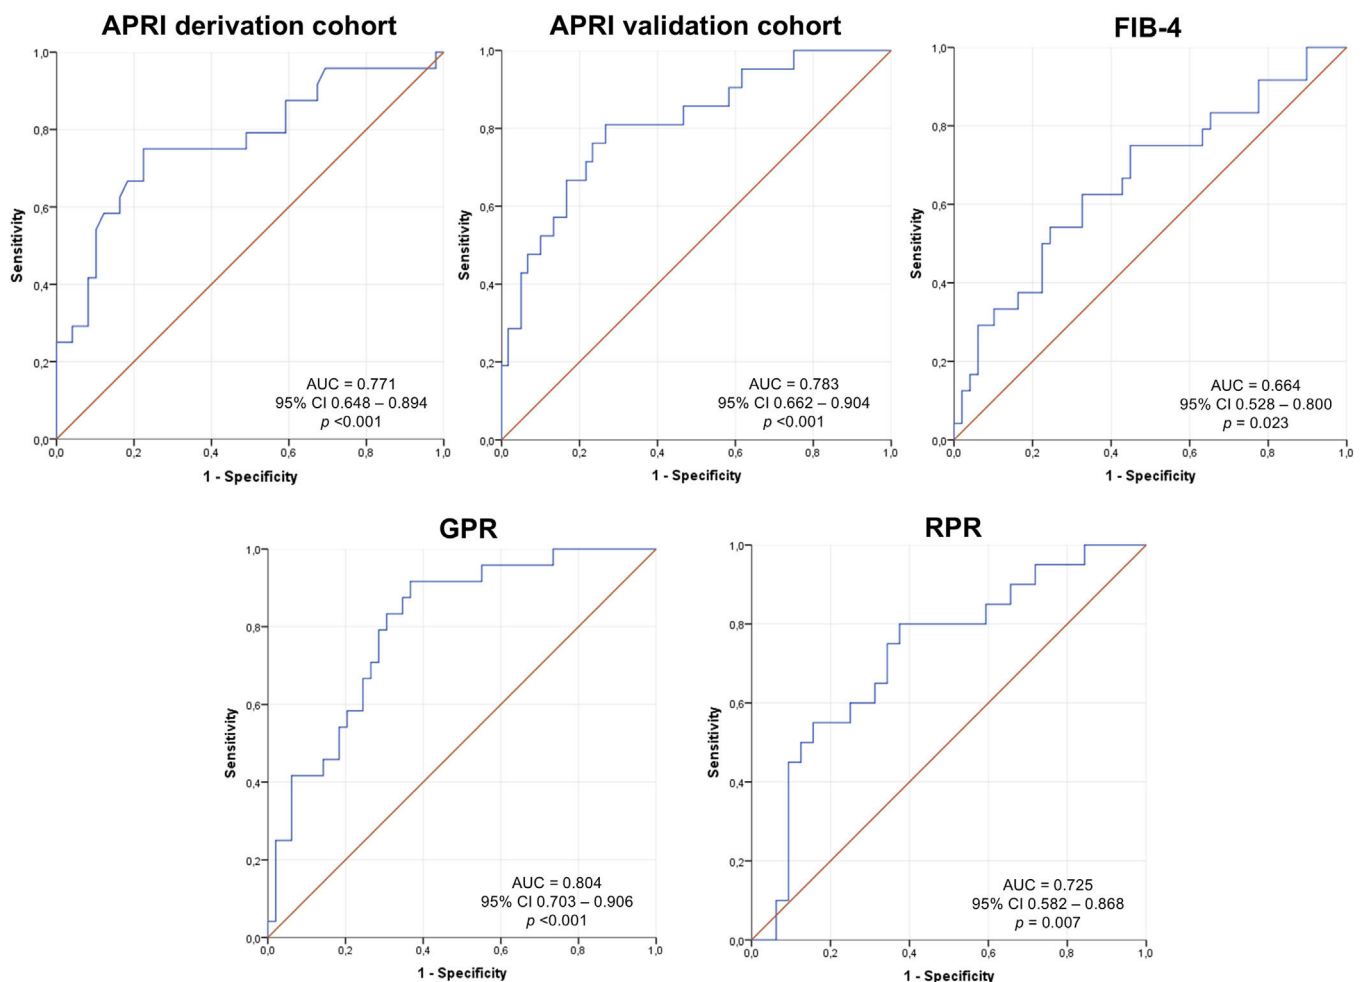 APRI derivation cohort
1,0
0,8
0,6
0,4
0,2
0,0
Sensitivity
0,0 0,2 0,4 0,6 0,8 1,0
1 - Specificity
AUC = 0.771
95% CI 0.648 – 0.894
p <0.001
APRI validation cohort
1,0
0,8
0,6
0,4
0,2
0,0
Sensitivity
0,0 0,2 0,4 0,6 0,8 1,0
1 - Specificity
AUC = 0.783
95% CI 0.662 – 0.904
p <0.001
FIB-4
1,0
0,8
0,6
0,4
0,2
0,0
Sensitivity
0,0 0,2 0,4 0,6 0,8 1,0
1 - Specificity
AUC = 0.664
95% CI 0.528 – 0.800
p = 0.023
GPR
1,0
0,8
0,6
0,4
0,2
0,0
Sensitivity
0,0 0,2 0,4 0,6 0,8 1,0
1 - Specificity
AUC = 0.804
95% CI 0.703 – 0.906
p <0.001
RPR
1,0
0,8
0,6
0,4
0,2
0,0
Sensitivity
0,0 0,2 0,4 0,6 0,8 1,0
1 - Specificity
AUC = 0.725
95% CI 0.582 – 0.868
p = 0.007